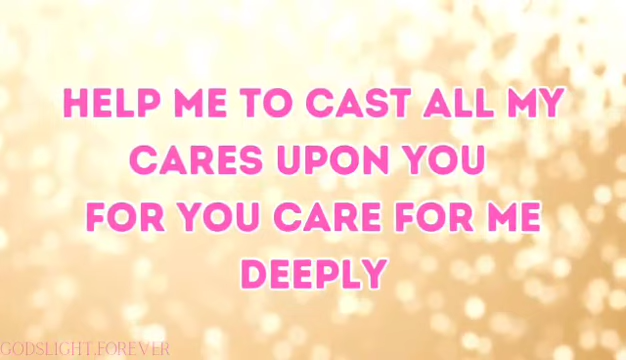 HELP ME TO CAST ALL MY
CARES UPON YOU
FOR YOU CARE FOR ME
DEEPLY
GODSLIGHT.FOREVER